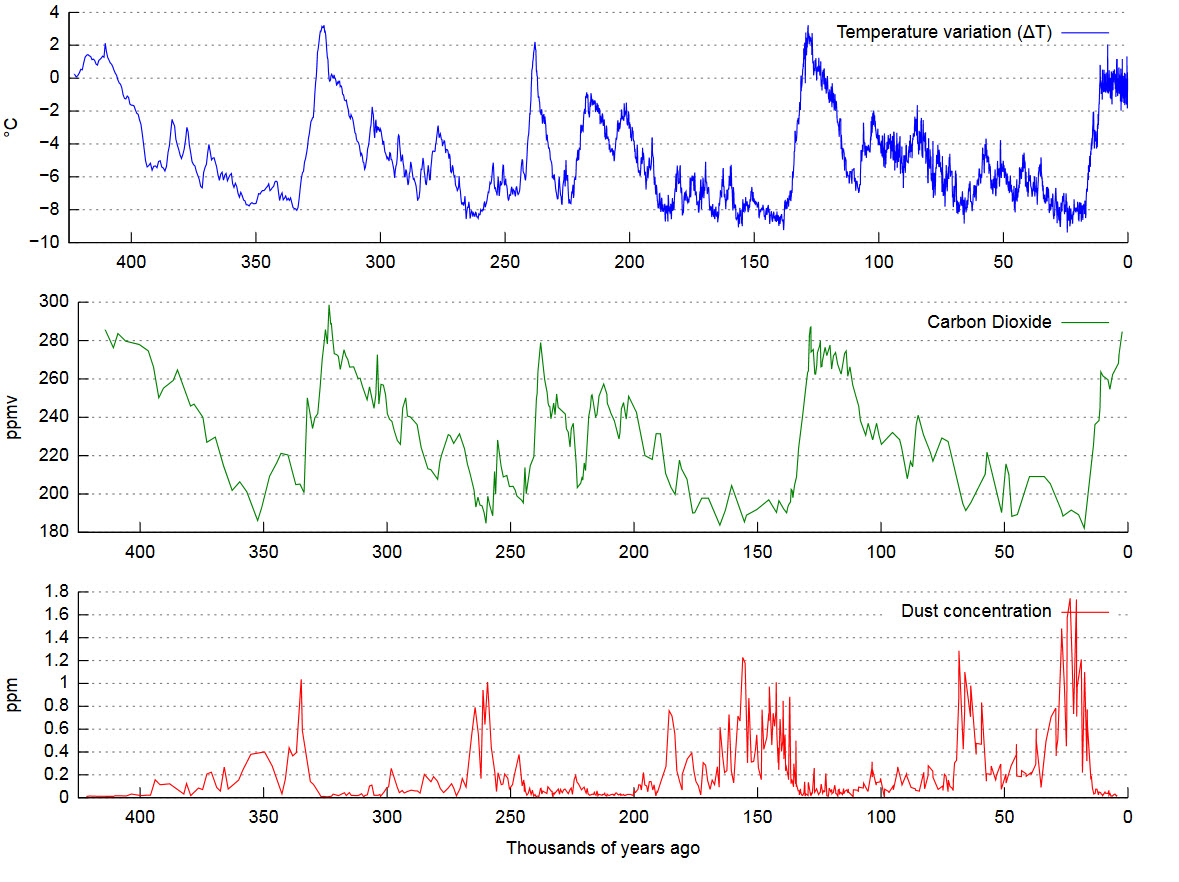 4
Temperature variation (ΔT)
2
0
−2
°C
−4
−6
−8
−10
400 350 300 250 200 150 100 50 0
300
Carbon Dioxide
280
260
240
ppmv
220
200
180
400 350 300 250 200 150 100 50 0
1.8
Dust concentration
1.6
1.4
1.2
1
ppm
0.8
0.6
0.4
0.2
0
400 350 300 250 200 150 100 50 0
Thousands of years ago